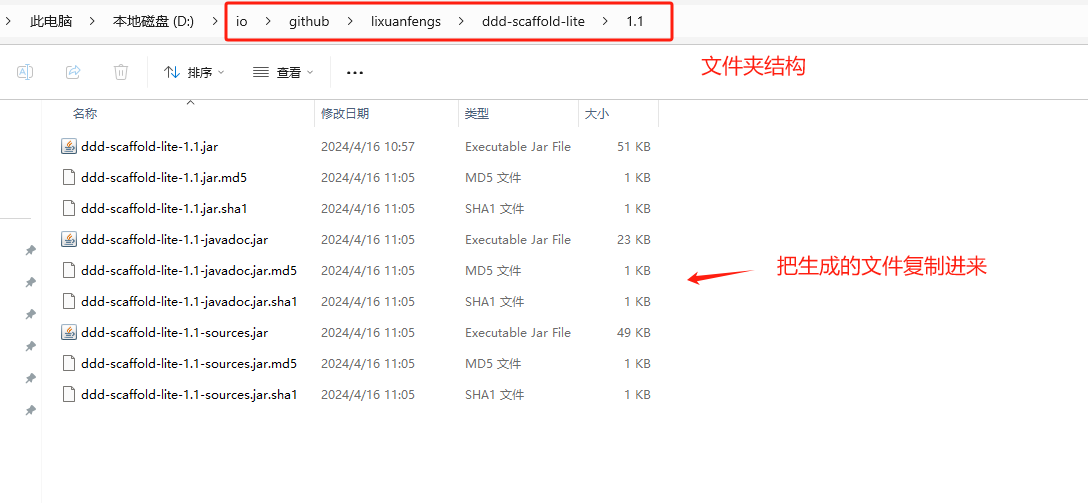 此电脑 本地磁盘 (D:) io github lixuanfengs ddd-scaffold-lite 1.1
文件夹结构
排序 查看 ...
名称 修改日期 类型 大小
ddd-scaffold-lite-1.1.jar 2024/4/16 10:57 Executable Jar File 51 KB
ddd-scaffold-lite-1.1.jar.md5 2024/4/16 11:05 MD5 文件 1 KB
ddd-scaffold-lite-1.1.jar.sha1 2024/4/16 11:05 SHA1 文件 1 KB
ddd-scaffold-lite-1.1-javadoc.jar 2024/4/16 11:05 Executable Jar File 23 KB
ddd-scaffold-lite-1.1-javadoc.jar.md5 2024/4/16 11:05 MD5 文件 1 KB
把生成的文件复制进来
ddd-scaffold-lite-1.1-javadoc.jar.sha1 2024/4/16 11:05 SHA1 文件 1 KB
ddd-scaffold-lite-1.1-sources.jar 2024/4/16 11:05 Executable Jar File 49 KB
ddd-scaffold-lite-1.1-sources.jar.md5 2024/4/16 11:05 MD5 文件 1 KB
ddd-scaffold-lite-1.1-sources.jar.sha1 2024/4/16 11:05 SHA1 文件 1 KB